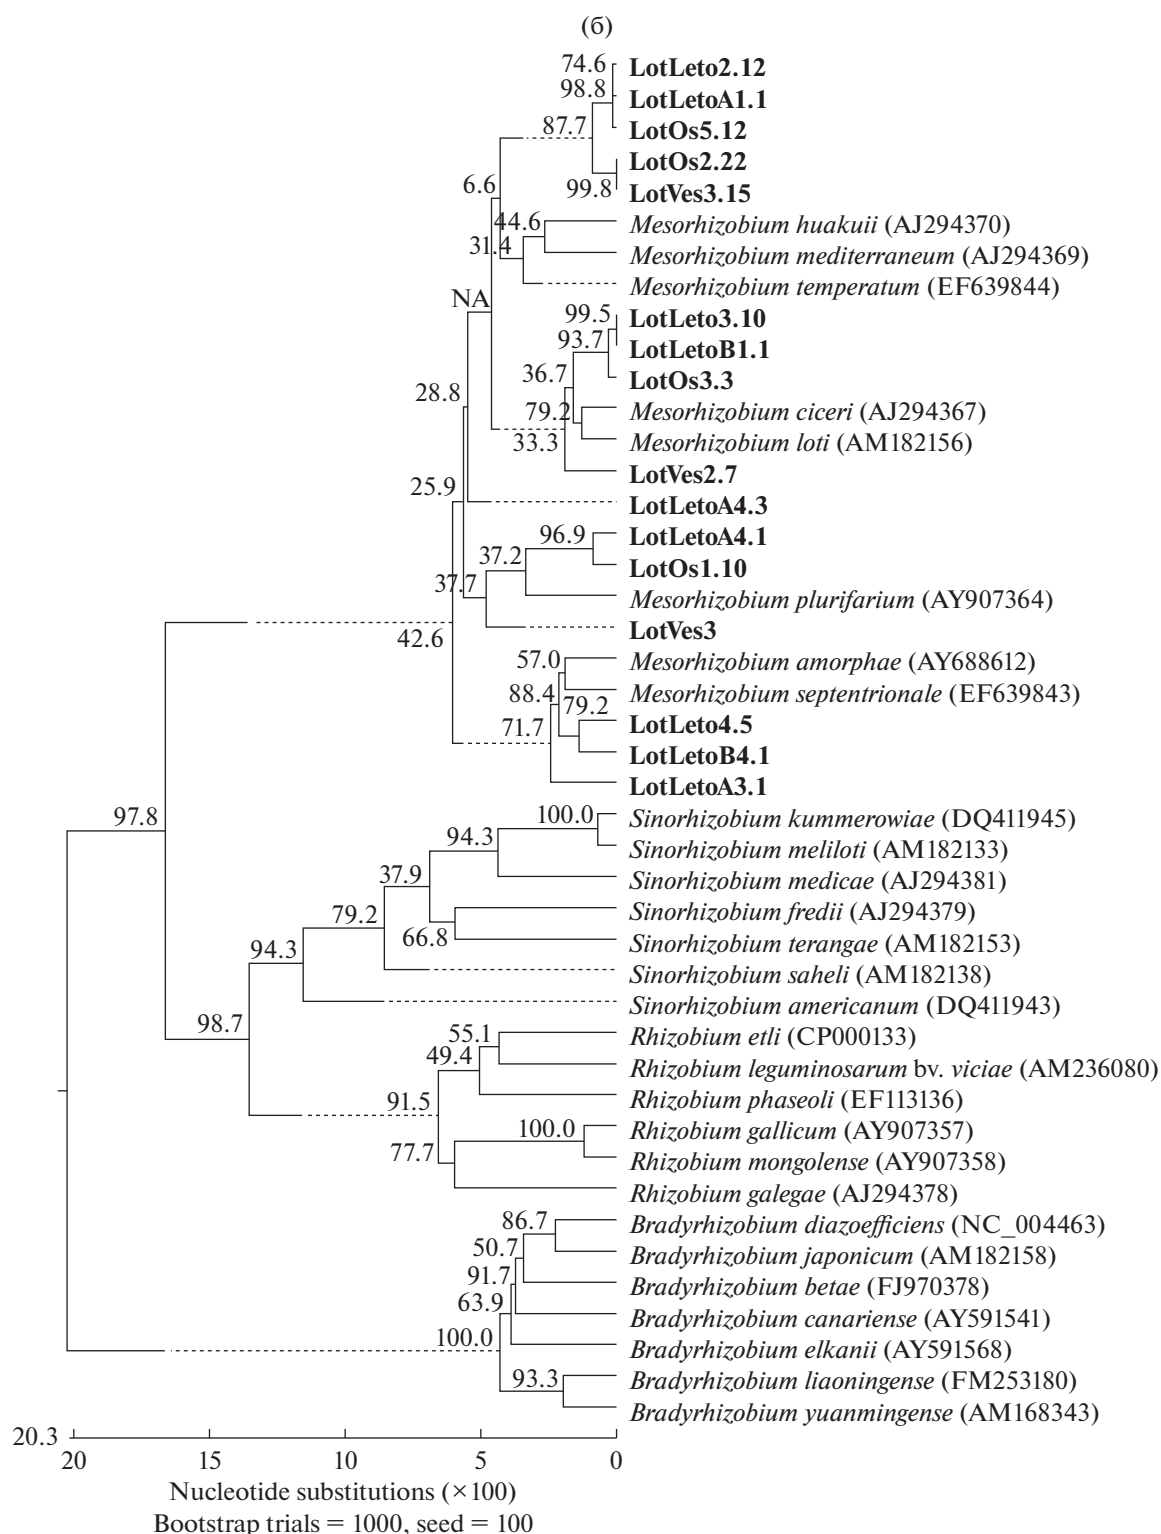 (б)
74.6
LotLeto2.12
98.8
LotLetoA1.1
87.7
LotOs5.12
LotOs2.22
99.8
LotVes3.15
6.6
44.6
Mesorhizobium huakuii (AJ294370)
31.4
Mesorhizobium mediterraneum (AJ294369)
Mesorhizobium temperatum (EF639844)
NA
99.5
LotLeto3.10
93.7
LotLetoB1.1
36.7
LotOs3.3
28.8
79.2
Mesorhizobium ciceri (AJ294367)
33.3
Mesorhizobium loti (AM182156)
LotVes2.7
25.9
LotLetoA4.3
96.9
LotLetoA4.1
37.2
LotOs1.10
37.7
Mesorhizobium plurifarium (AY907364)
LotVes3
42.6
57.0
Mesorhizobium amorphae (AY688612)
88.4
Mesorhizobium septentrionale (EF639843)
79.2
71.7
LotLeto4.5
LotLetoB4.1
LotLetoA3.1
97.8
100.0
Sinorhizobium kummerowiae (DQ411945)
94.3
Sinorhizobium meliloti (AM182133)
37.9
Sinorhizobium medicae (AJ294381)
79.2
Sinorhizobium fredii (AJ294379)
66.8
Sinorhizobium terangae (AM182153)
94.3
Sinorhizobium saheli (AM182138)
Sinorhizobium americanum (DQ411943)
98.7
55.1
Rhizobium etli (CP000133)
49.4
Rhizobium leguminosarum bv. viciae (AM236080)
91.5
Rhizobium phaseoli (EF113136)
100.0
Rhizobium gallicum (AY907357)
77.7
Rhizobium mongolense (AY907358)
Rhizobium galegae (AJ294378)
86.7
Bradyrhizobium diazoefficiens (NC_004463)
50.7
Bradyrhizobium japonicum (AM182158)
91.7
Bradyrhizobium betae (FJ970378)
63.9
Bradyrhizobium canariense (AY591541)
100.0
Bradyrhizobium elkanii (AY591568)
93.3
Bradyrhizobium liaoningense (FM253180)
Bradyrhizobium yuanmingense (AM168343)
20.3
20 15 10 5 0
Nucleotide substitutions (×100)
Bootstrap trials = 1000, seed = 100